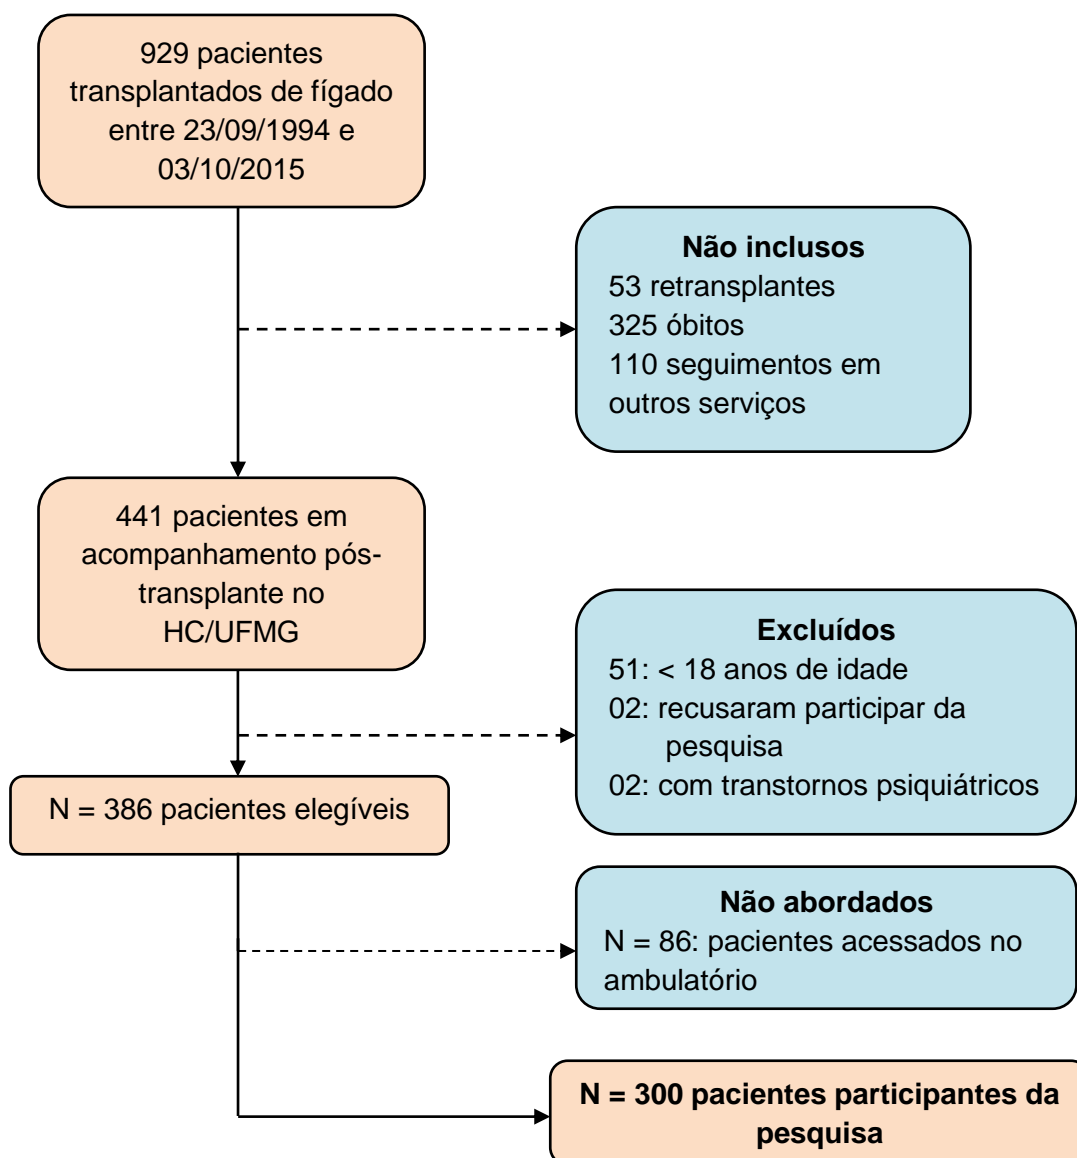 929 pacientes
transplantados de fígado
entre 23/09/1994 e
03/10/2015
Não inclusos
53 retransplantes
325 óbitos
110 seguimentos em
outros serviços
441 pacientes em
acompanhamento pós-
transplante no
HC/UFMG
Excluídos
51: < 18 anos de idade
02: recusaram participar da
pesquisa
02: com transtornos psiquiátricos
N = 386 pacientes elegíveis
Não abordados
N = 86: pacientes acessados no
ambulatório
N = 300 pacientes participantes da
pesquisa